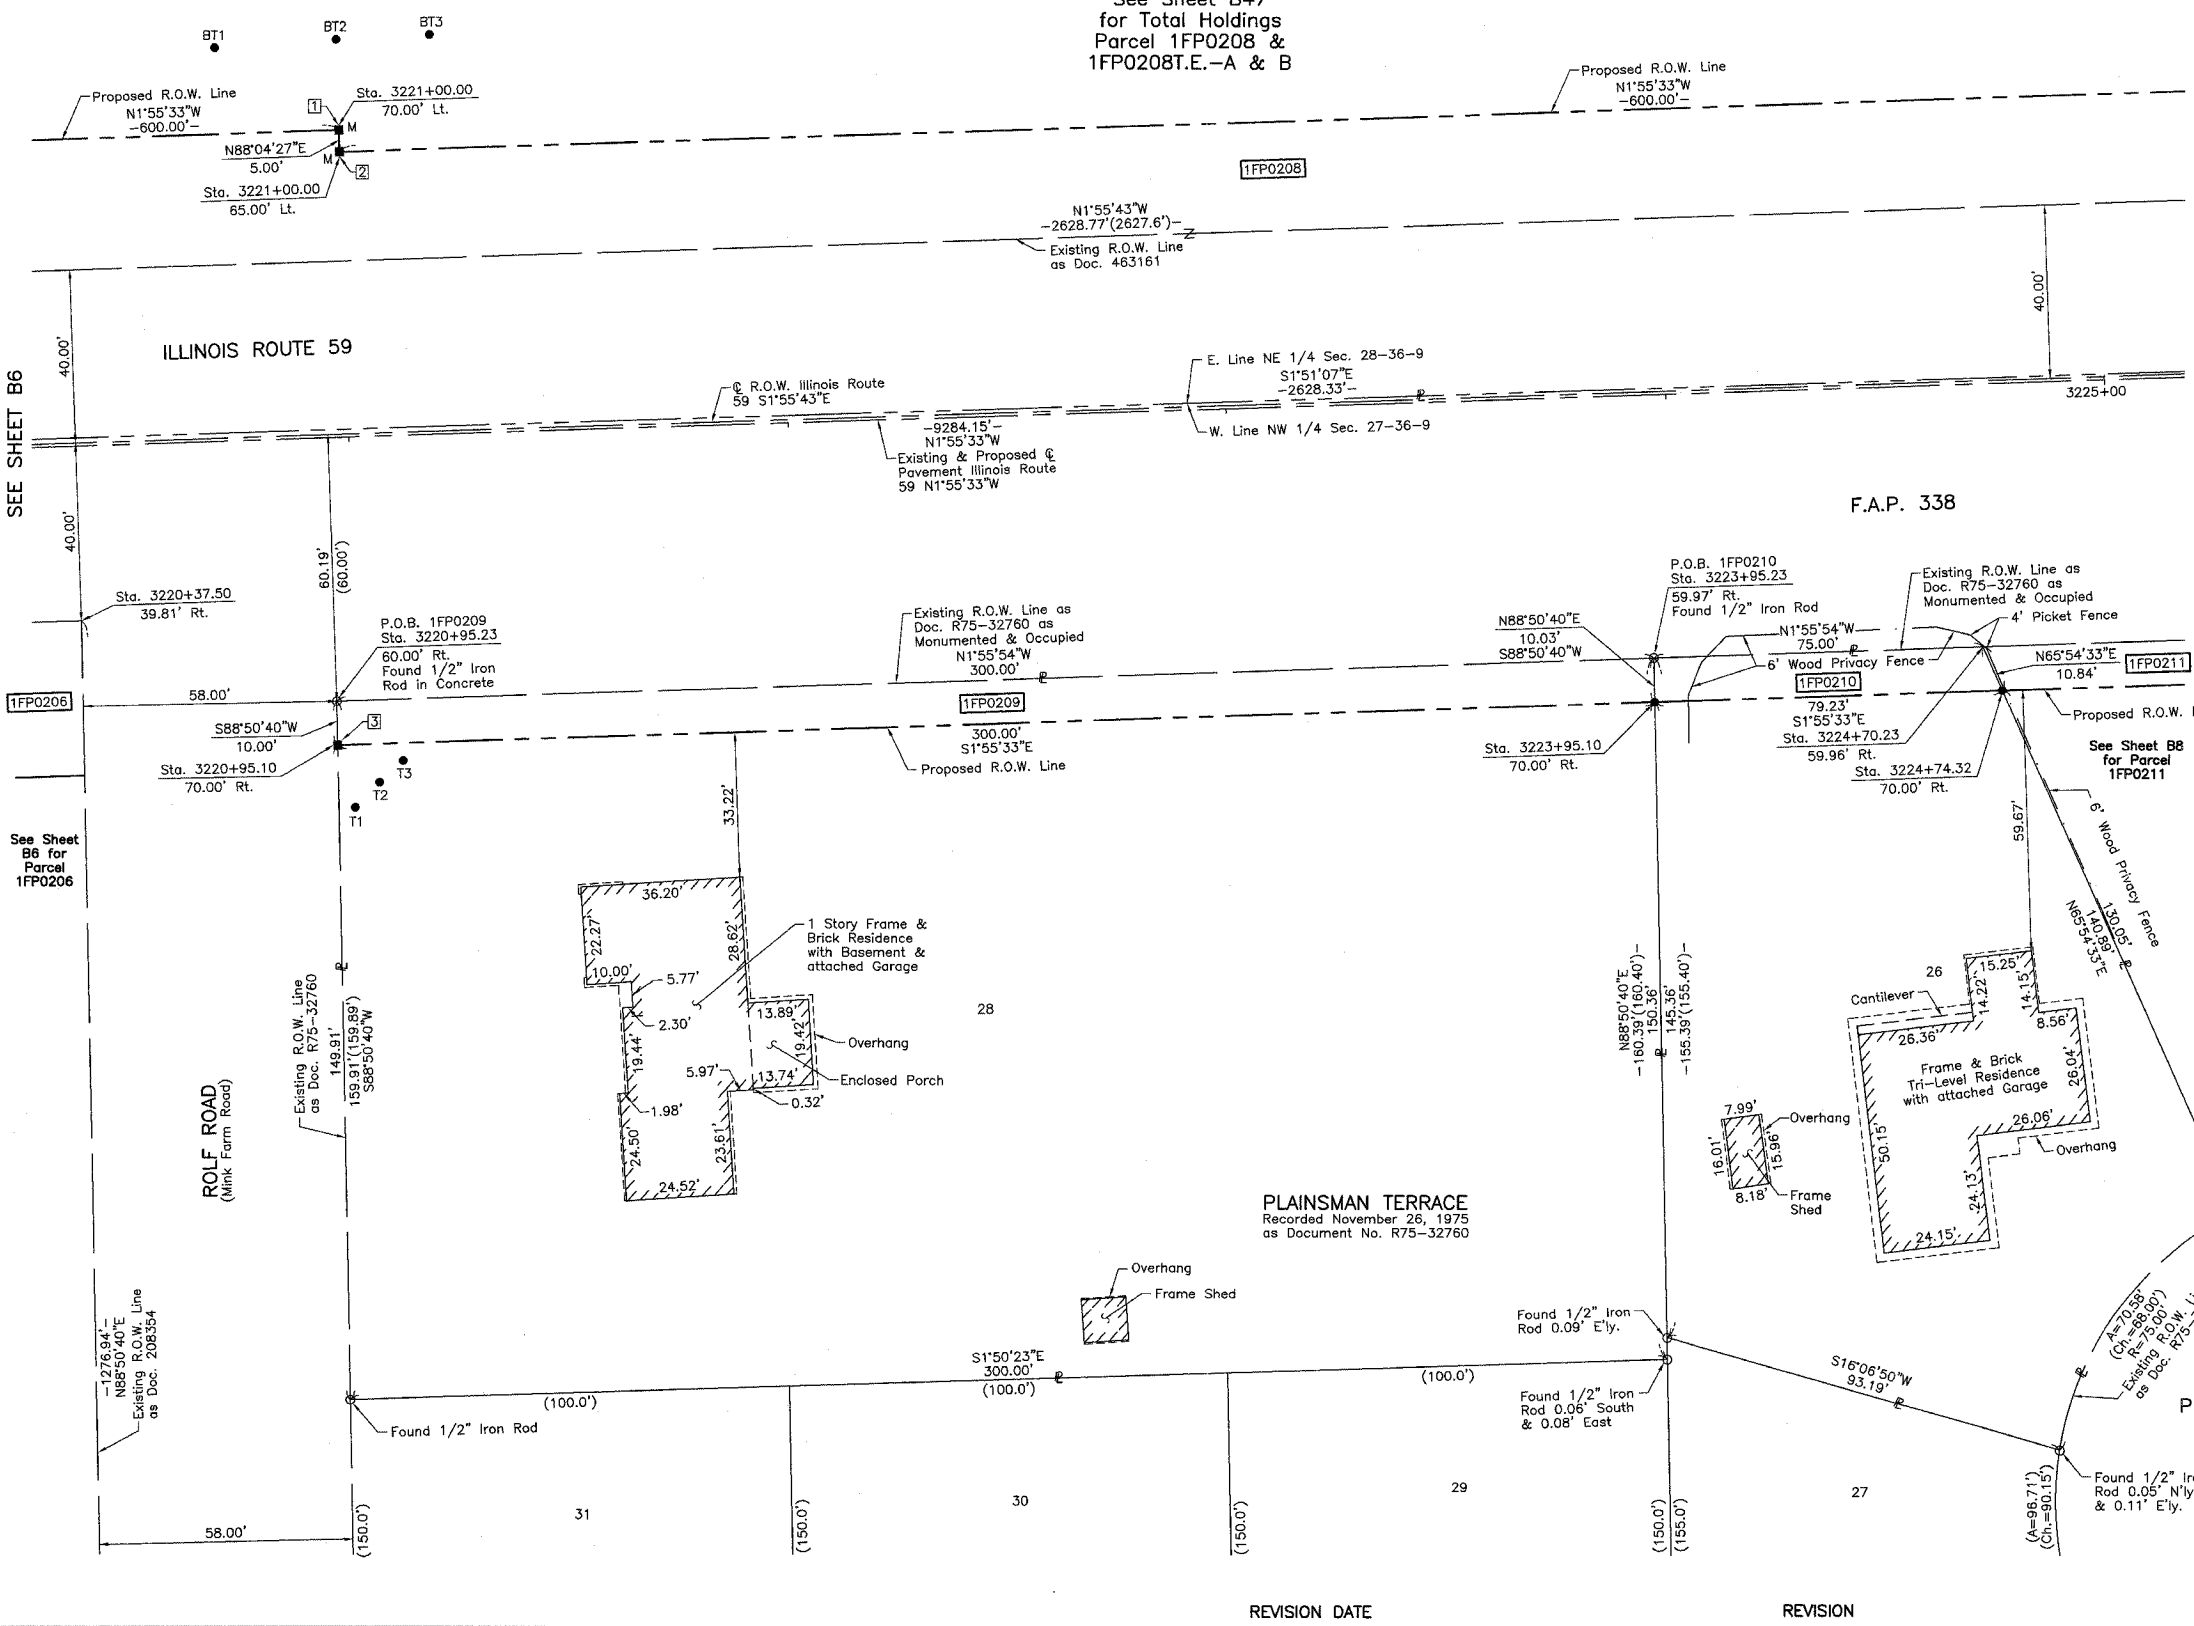 See Sheet B47
for Total Holdings
Parcel 1FP0208 &
1FP0208T.E.-A & B
BT1
BT2
BT3
Proposed R.O.W. Line
N1°55'33"W
-600.00'-
1
Sta. 3221+00.00
70.00' Lt.
M
N88°04'27"E
5.00'
M
2
Sta. 3221+00.00
65.00' Lt.
Proposed R.O.W. Line
N1°55'33"W
-600.00'-
1FP0208
N1°55'43"W
-2628.77'(2627.6')-
Existing R.O.W. Line
as Doc. 463161
40.00'
40.00'
ILLINOIS ROUTE 59
SEE SHEET B6
℄ R.O.W. Illinois Route
59 S1°55'43"E
E. Line NE 1/4 Sec. 28-36-9
S1°51'07"E
-2628.33'-
W. Line NW 1/4 Sec. 27-36-9
3225+00
-9284.15'-
N1°55'33"W
Existing & Proposed ℄
Pavement Illinois Route
59 N1°55'33"W
F.A.P. 338
40.00'
60.19'
(60.00')
Sta. 3220+37.50
39.81' Rt.
P.O.B. 1FP0209
Sta. 3220+95.23
60.00' Rt.
Found 1/2" Iron
Rod in Concrete
Existing R.O.W. Line as
Doc. R75-32760 as
Monumented & Occupied
N1°55'54"W
300.00'
P.O.B. 1FP0210
Sta. 3223+95.23
59.97' Rt.
Found 1/2" Iron Rod
N88°50'40"E
10.03'
S88°50'40"W
Existing R.O.W. Line as
Doc. R75-32760 as
Monumented & Occupied
4' Picket Fence
N1°55'54"W
75.00'
6' Wood Privacy Fence
N65°54'33"E
10.84'
1FP0211
1FP0206
58.00'
1FP0209
1FP0210
79.23'
S1°55'33"E
Proposed R.O.W.
S88°50'40"W
10.00'
3
300.00'
S1°55'33"E
Proposed R.O.W. Line
Sta. 3220+95.10
70.00' Rt.
T3
T2
T1
Sta. 3223+95.10
70.00' Rt.
Sta. 3224+70.23
59.96' Rt.
Sta. 3224+74.32
70.00' Rt.
See Sheet B8
for Parcel
1FP0211
See Sheet
B6 for
Parcel
1FP0206
33.22'
59.67'
6' Wood Privacy Fence
130.05'
140.89'
N65°54'33"E
36.20'
22.27'
28.62'
10.00'
5.77'
2.30'
1 Story Frame &
Brick Residence
with Basement &
attached Garage
13.89'
19.42'
Overhang
19.44'
5.97'
13.74'
Enclosed Porch
0.32'
1.98'
24.50'
23.61'
24.52'
28
26
Cantilever
15.25'
14.22'
14.15'
8.56'
26.36'
Frame & Brick
Tri-Level Residence
with attached Garage
26.04'
26.06'
Overhang
50.15'
24.13'
24.15'
7.99'
Overhang
16.01'
15.96'
8.18'
Frame
Shed
N88°50'40"E
-160.39'(160.40')-
150.36'
145.36'
-155.39'(155.40')-
Existing R.O.W. Line
as Doc. R75-32760
149.91'
159.91'(159.89')
S88°50'40"W
ROLF ROAD
(Mink Farm Road)
PLAINSMAN TERRACE
Recorded November 26, 1975
as Document No. R75-32760
Overhang
Frame Shed
-1276.94'-
N88°50'40"E
Existing R.O.W. Line
as Doc. 208354
Found 1/2" Iron
Rod 0.09' E'ly.
S1°50'23"E
300.00'
(100.0')
(100.0')
(100.0')
Found 1/2" Iron Rod
Found 1/2" Iron
Rod 0.06' South
& 0.08' East
S16°06'50"W
93.19'
A=70.58'
(Ch.=68.00')
R=75.00'
Existing R.O.W.
as Doc. R75-
P
Found 1/2"
Rod 0.05' N'ly
& 0.11' E'ly.
(A=96.71')
(Ch.=90.15')
31
30
29
27
58.00'
(150.0')
(150.0')
(150.0')
(150.0')
(155.0')
REVISION DATE
REVISION